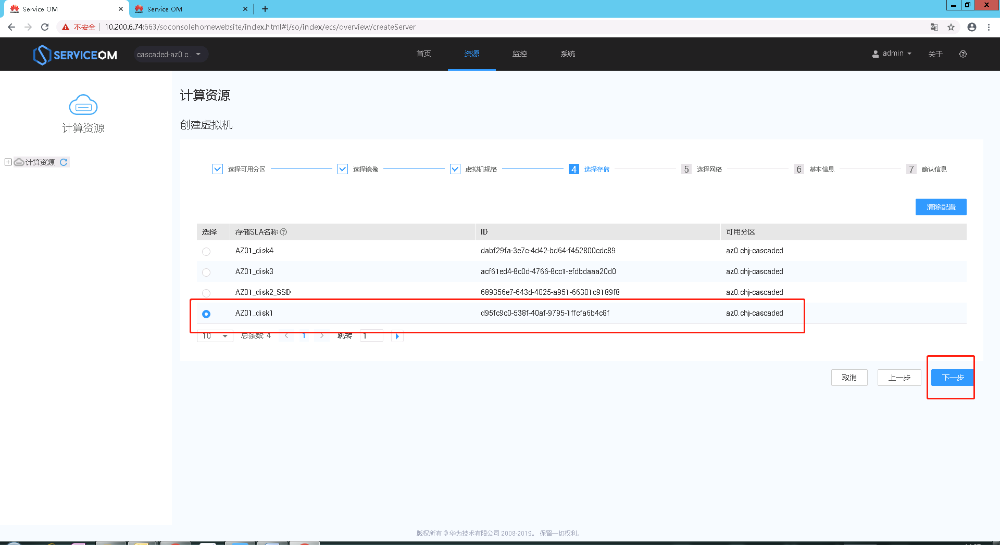 Service OM
Service OM
不安全 10.200.6.74:663/soconsolehomewebsite/index.html#!/so/index/ecs/overview/createServer
SERVICEOM cascaded-az0.c... 首页 资源 监控 系统 admin 关于
计算资源
计算资源
计算资源
创建虚拟机
选择可用分区 选择镜像 虚拟机规格 4 选择存储 5 选择网络 6 基本信息 7 确认信息
清除配置
选择 存储SLA名称 ID 可用分区
AZ01_disk4 dabf29fa-3e7c-4d42-bd64-f452800cdc89 az0.chj-cascaded
AZ01_disk3 acf61ed4-8c0d-4766-8cc1-efdbdaaa20d0 az0.chj-cascaded
AZ01_disk2_SSD 689356e7-643d-4025-a951-66301c9189f8 az0.chj-cascaded
AZ01_disk1 d95fc9c0-538f-40af-9795-1ffcfa6b4c8f az0.chj-cascaded
10 总条数: 4 1 跳转 1
取消 上一步 下一步
版权所有 © 华为技术有限公司 2008-2019。 保留一切权利。